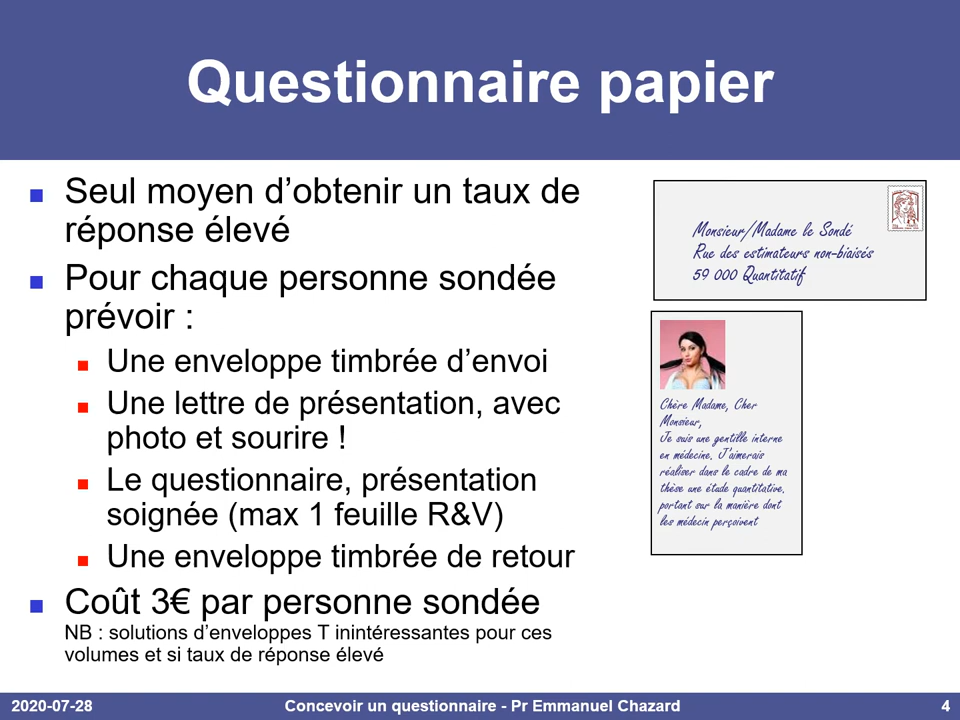 Questionnaire papier
Seul moyen d’obtenir un taux de
réponse élevé
Pour chaque personne sondée
prévoir :
Une enveloppe timbrée d’envoi
Une lettre de présentation, avec
photo et sourire !
Le questionnaire, présentation
soignée (max 1 feuille R&V)
Une enveloppe timbrée de retour
Coût 3€ par personne sondée
NB : solutions d’enveloppes T inintéressantes pour ces
volumes et si taux de réponse élevé
Monsieur/Madame le Sondé
Rue des estimateurs non-biaisés
59 000 Quantitatif
Chère Madame, Cher
Monsieur,
Je suis une gentille interne
en médecine. J'aimerais
réaliser dans le cadre de ma
thèse une étude quantitative,
portant sur la manière dont
les médecin perçoivent
2020-07-28
Concevoir un questionnaire - Pr Emmanuel Chazard
4